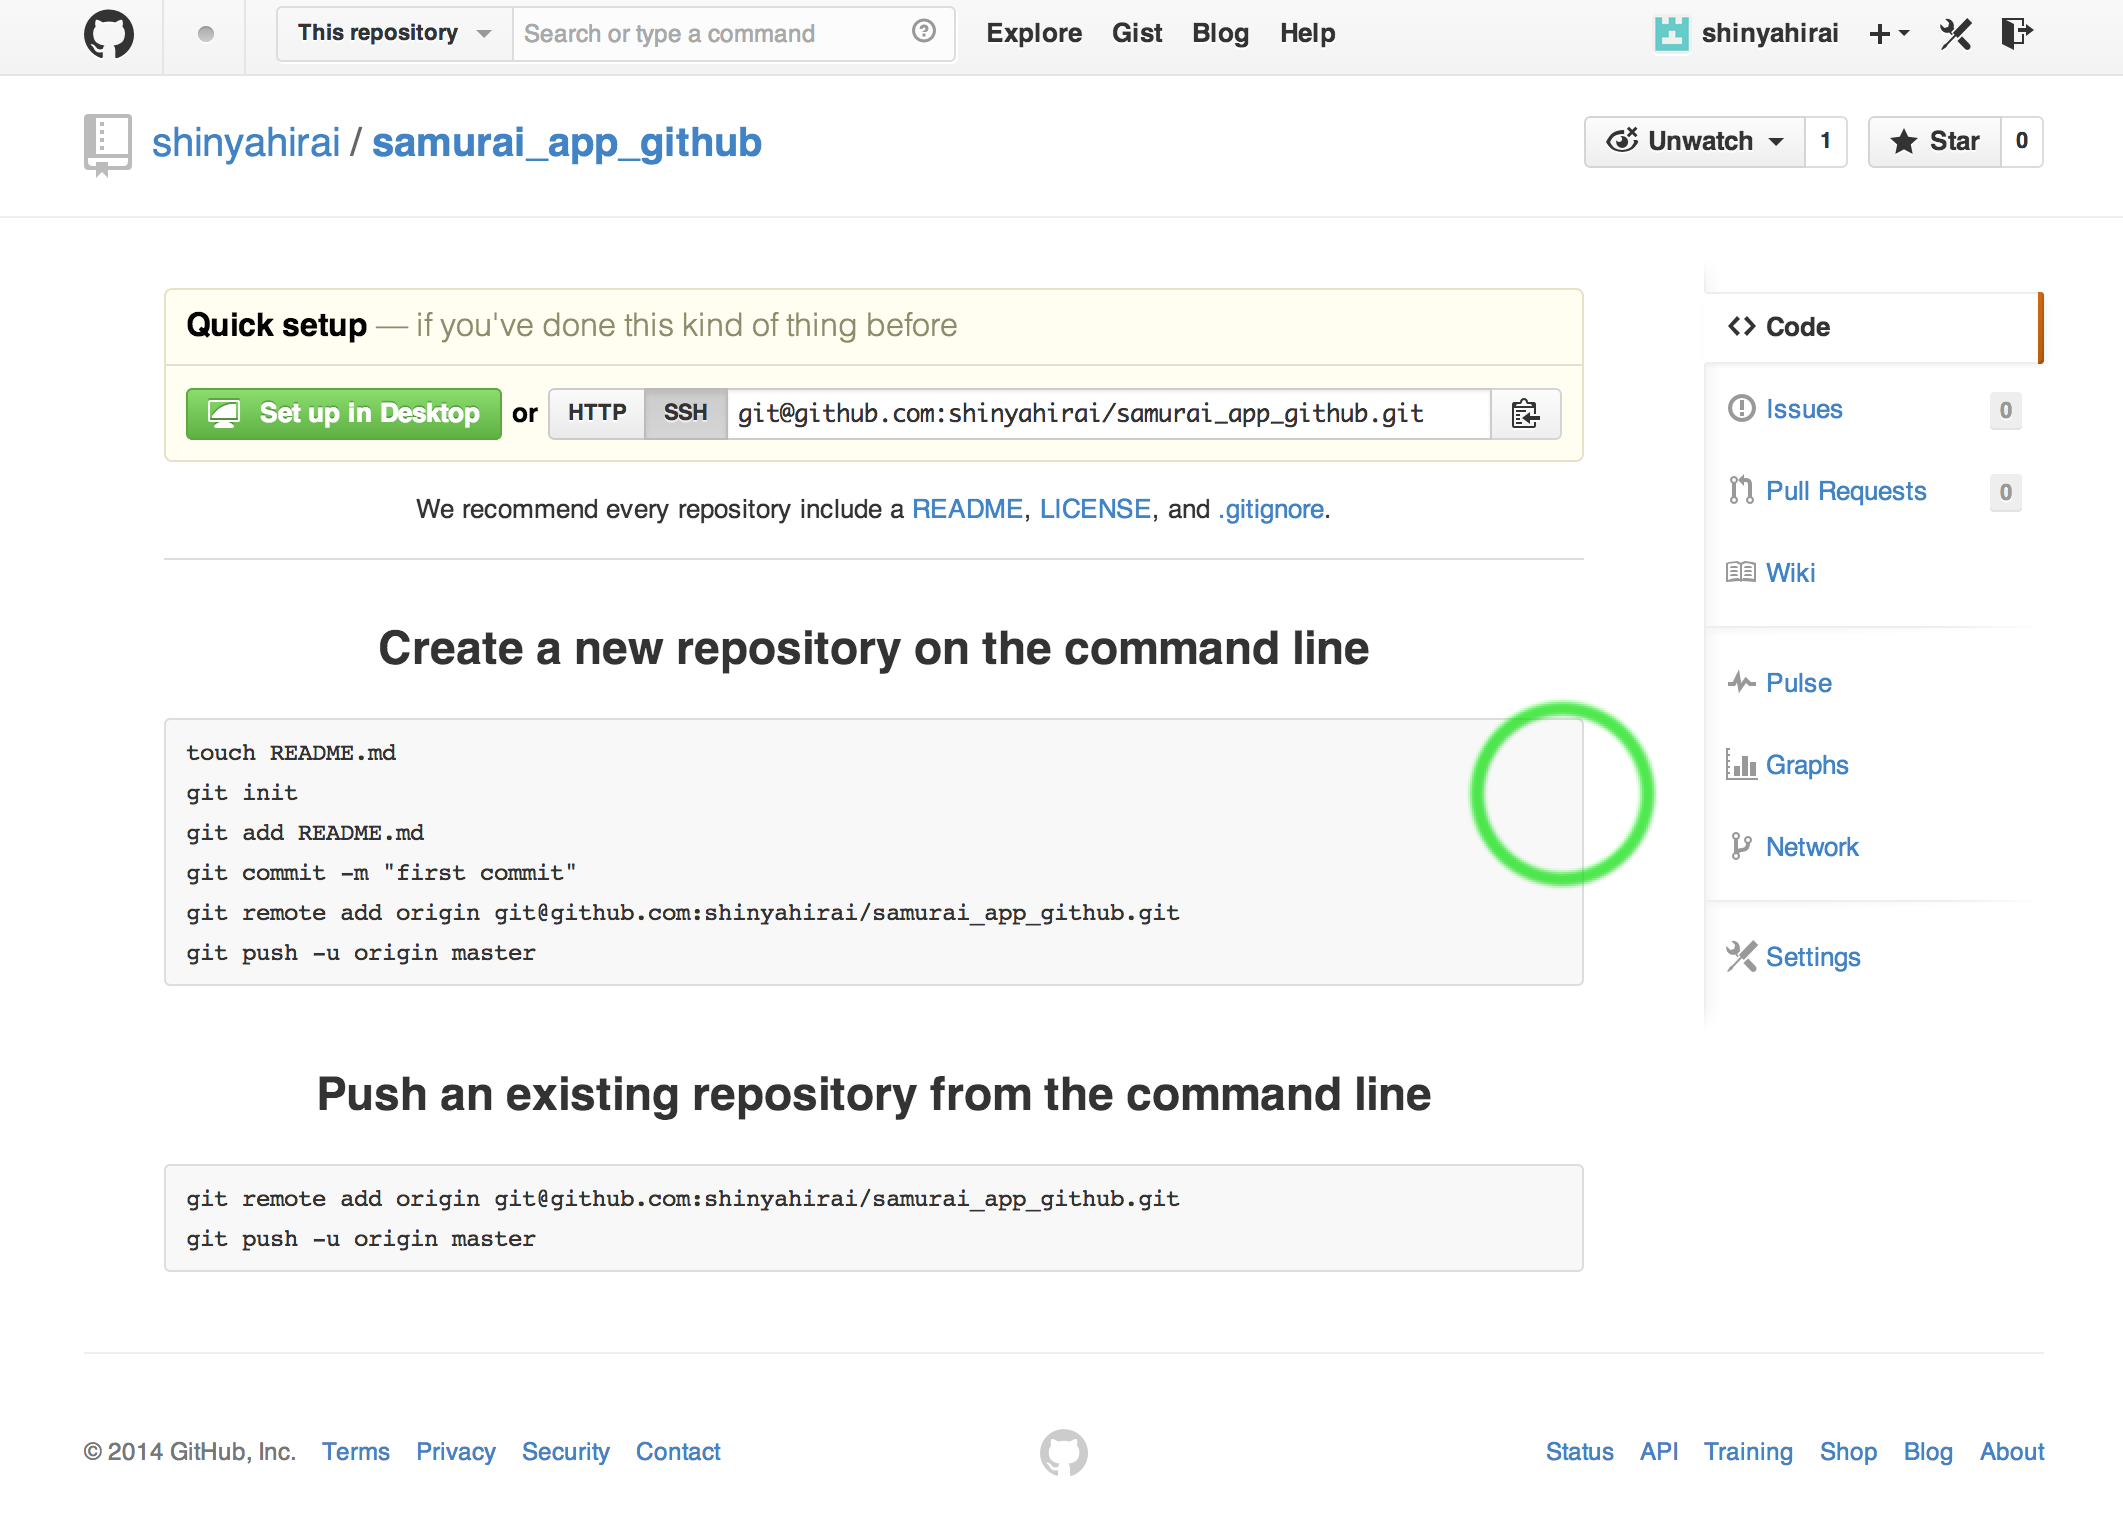 This repository Search or type a command Explore Gist Blog Help shinyahirai
shinyahirai / samurai_app_github Unwatch 1 Star 0
Quick setup — if you've done this kind of thing before
Set up in Desktop or HTTP SSH git@github.com:shinyahirai/samurai_app_github.git
We recommend every repository include a README, LICENSE, and .gitignore.
Create a new repository on the command line
touch README.md
git init
git add README.md
git commit -m "first commit"
git remote add origin git@github.com:shinyahirai/samurai_app_github.git
git push -u origin master
Push an existing repository from the command line
git remote add origin git@github.com:shinyahirai/samurai_app_github.git
git push -u origin master
Code
Issues 0
Pull Requests 0
Wiki
Pulse
Graphs
Network
Settings
© 2014 GitHub, Inc. Terms Privacy Security Contact Status API Training Shop Blog About